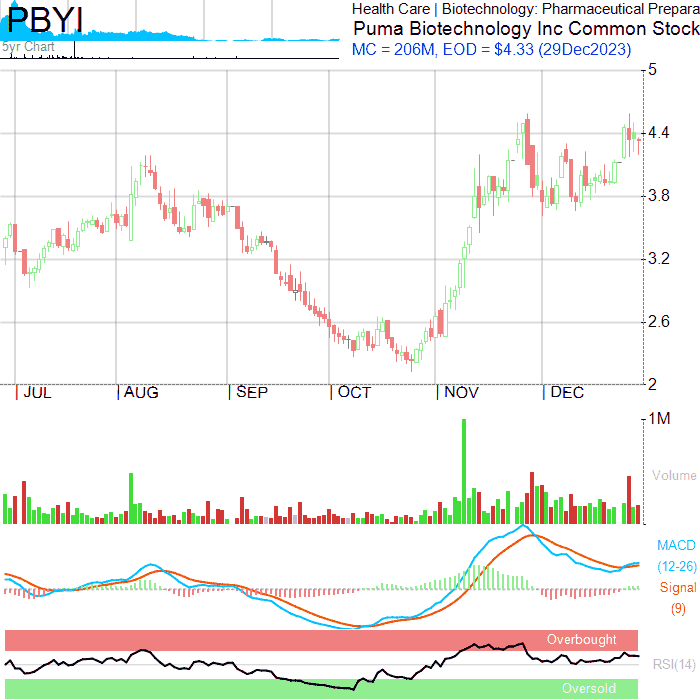 PBYI
5yr Chart
Health Care | Biotechnology: Pharmaceutical Prepara
Puma Biotechnology Inc Common Stock
MC = 206M, EOD = $4.33 (29Dec2023)
5
4.4
3.8
3.2
2.6
2
JUL AUG SEP OCT NOV DEC
1M
Volume
MACD
(12-26)
Signal
(9)
Overbought
RSI(14)
Oversold